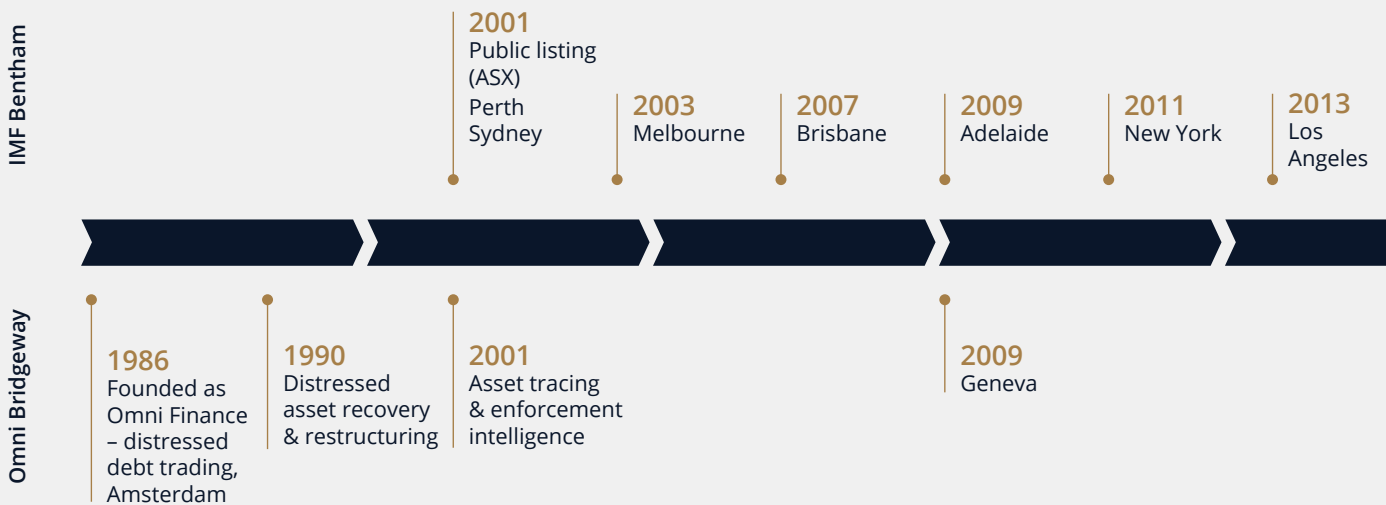 IMF Bentham
2001
Public listing
(ASX)
Perth
Sydney
2003
Melbourne
2007
Brisbane
2009
Adelaide
2011
New York
2013
Los
Angeles
Omni Bridgeway
1986
Founded as
Omni Finance
– distressed
debt trading,
Amsterdam
1990
Distressed
asset recovery
& restructuring
2001
Asset tracing
& enforcement
intelligence
2009
Geneva